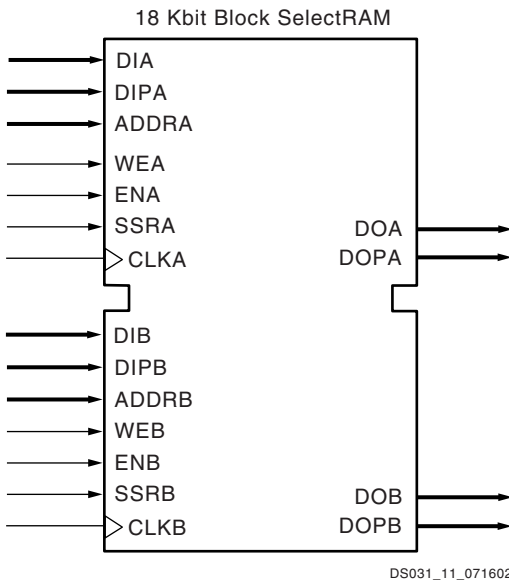 18 Kbit Block SelectRAM
DIA
DIPA
ADDRA
WEA
ENA
SSRA
CLKA
DOA
DOPA
DIB
DIPB
ADDRB
WEB
ENB
SSRB
CLKB
DOB
DOPB
DS031_11_071602